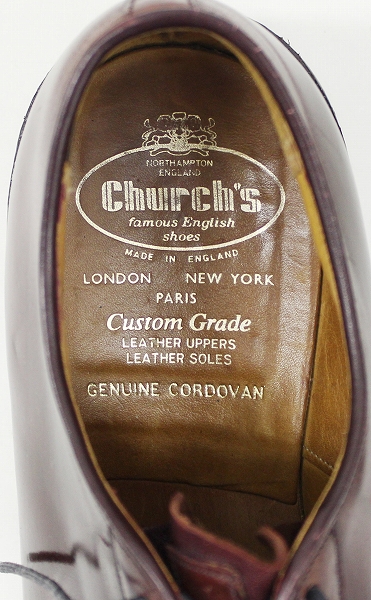 NORTHAMPTON
ENGLAND
Church's
famous English
shoes
MADE IN ENGLAND
LONDON NEW YORK
PARIS
Custom Grade
LEATHER UPPERS
LEATHER SOLES
GENUINE CORDOVAN